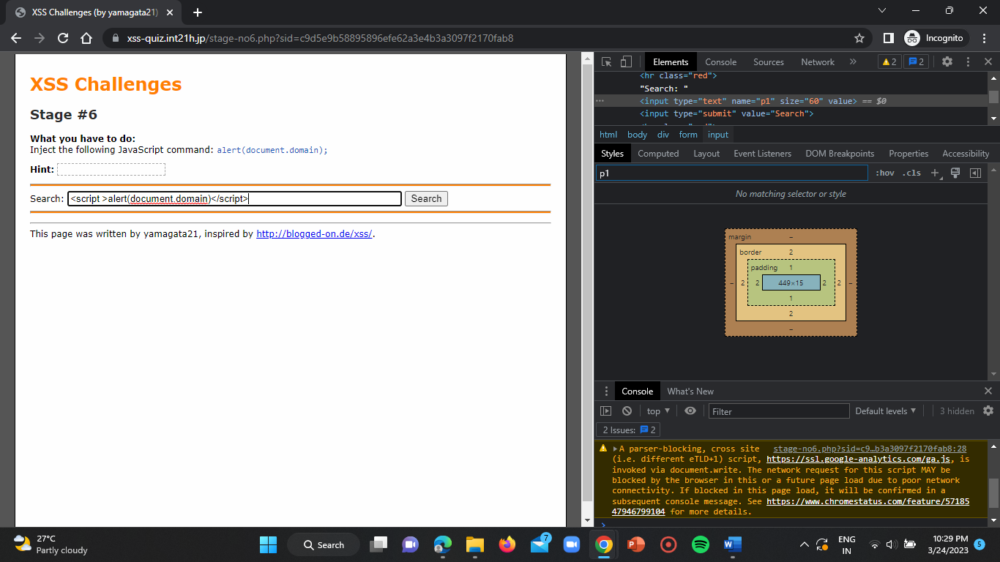 XSS Challenges (by yamagata21)
xss-quiz.int21h.jp/stage-no6.php?sid=c9d5e9b58895896efe62a3e4b3a3097f2170fab8
Incognito
XSS Challenges
Stage #6
What you have to do:
Inject the following JavaScript command: alert(document.domain);
Hint:
Search: <script >alert(document.domain)</script> Search
This page was written by yamagata21, inspired by http://blogged-on.de/xss/.
Elements Console Sources Network » 2 2
<hr class="red">
"Search: "
<input type="text" name="p1" size="60" value> == $0
<input type="submit" value="Search">
html body div form input
Styles Computed Layout Event Listeners DOM Breakpoints Properties Accessibility
p1 :hov .cls
No matching selector or style
margin –
border 2
padding 1
– 2 2 449×15 2 2 –
1
2
–
Console What's New
top Filter Default levels 3 hidden
2 Issues: 2
A parser-blocking, cross site stage-no6.php?sid=c9…b3a3097f2170fab8:28
(i.e. different eTLD+1) script, https://ssl.google-analytics.com/ga.js, is
invoked via document.write. The network request for this script MAY be
blocked by the browser in this or a future page load due to poor network
connectivity. If blocked in this page load, it will be confirmed in a
subsequent console message. See https://www.chromestatus.com/feature/57185
47946799104 for more details.
27°C
Partly cloudy
Search
7
ENG
IN
10:29 PM
3/24/2023
5